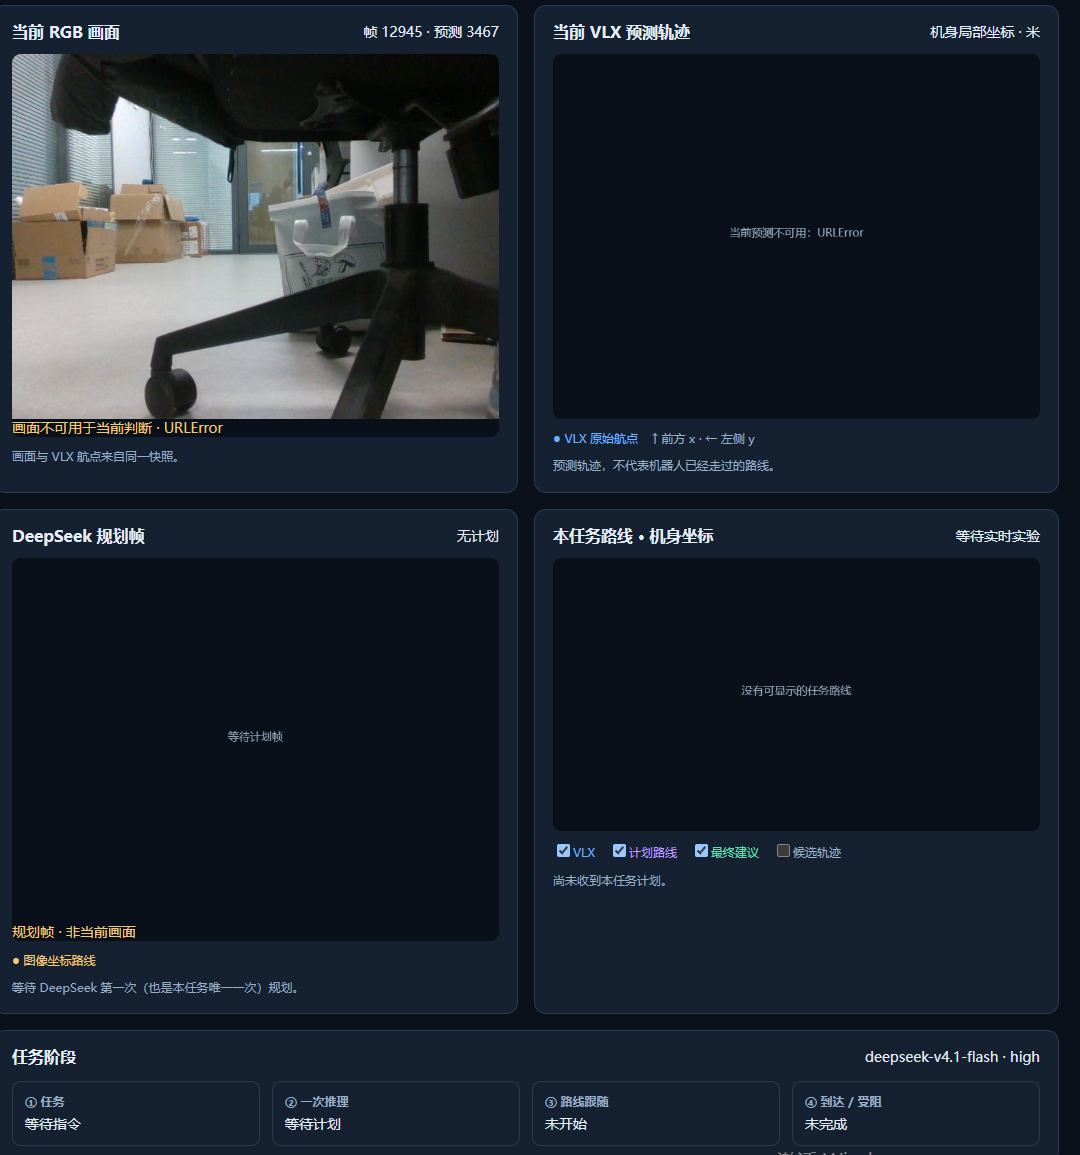 当前 RGB 画面
帧 12945 · 预测 3467
画面不可用于当前判断 · URLError
画面与 VLX 航点来自同一快照。
当前 VLX 预测轨迹
机身局部坐标 · 米
当前预测不可用：URLError
● VLX 原始航点 ↑ 前方 x · ← 左侧 y
预测轨迹，不代表机器人已经走过的路线。
DeepSeek 规划帧
无计划
等待计划帧
规划帧 · 非当前画面
● 图像坐标路线
等待 DeepSeek 第一次（也是本任务唯一一次）规划。
本任务路线 • 机身坐标
等待实时实验
没有可显示的任务路线
VLX 计划路线 最终建议 候选轨迹
尚未收到本任务计划。
任务阶段
deepseek-v4.1-flash · high
① 任务
等待指令
② 一次推理
等待计划
③ 路线跟随
未开始
④ 到达 / 受阻
未完成